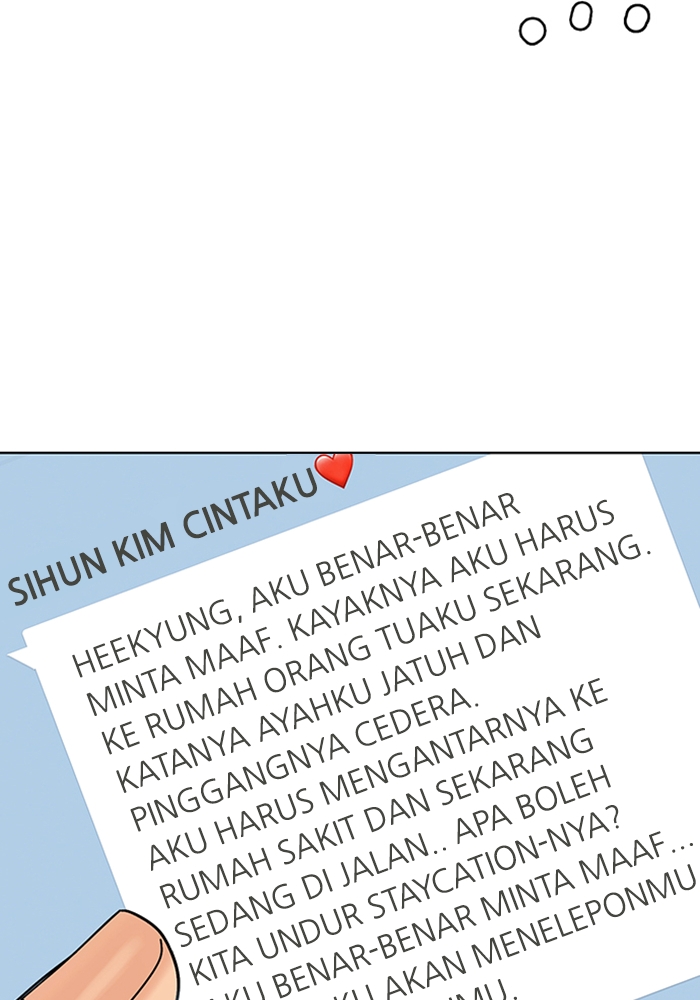 SIHUN KIM CINTAKU❤️
HEEKYUNG, AKU BENAR-BENAR
MINTA MAAF. KAYAKNYA AKU HARUS
KE RUMAH ORANG TUAKU SEKARANG.
KATANYA AYAHKU JATUH DAN
PINGGANGNYA CEDERA.
AKU HARUS MENGANTARNYA KE
RUMAH SAKIT DAN SEKARANG
SEDANG DI JALAN.. APA BOLEH
KITA UNDUR STAYCATION-NYA?
AKU BENAR-BENAR MINTA MAAF...
AKU AKAN MENELEPONMU